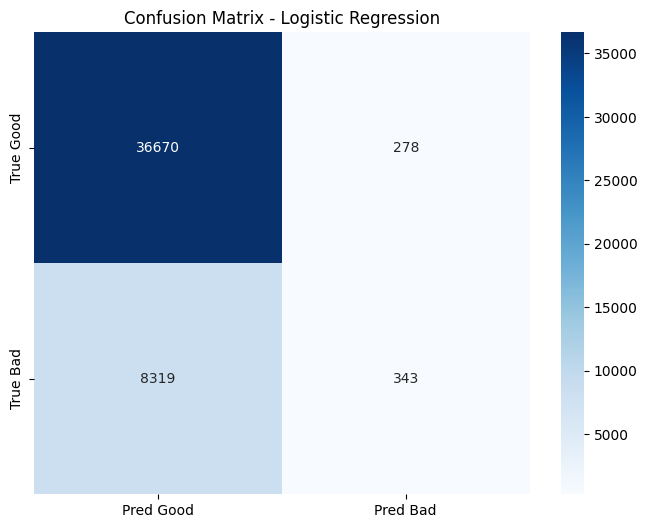 Confusion Matrix - Logistic Regression
True Good
36670
278
True Bad
8319
343
Pred Good
Pred Bad
35000
30000
25000
20000
15000
10000
5000